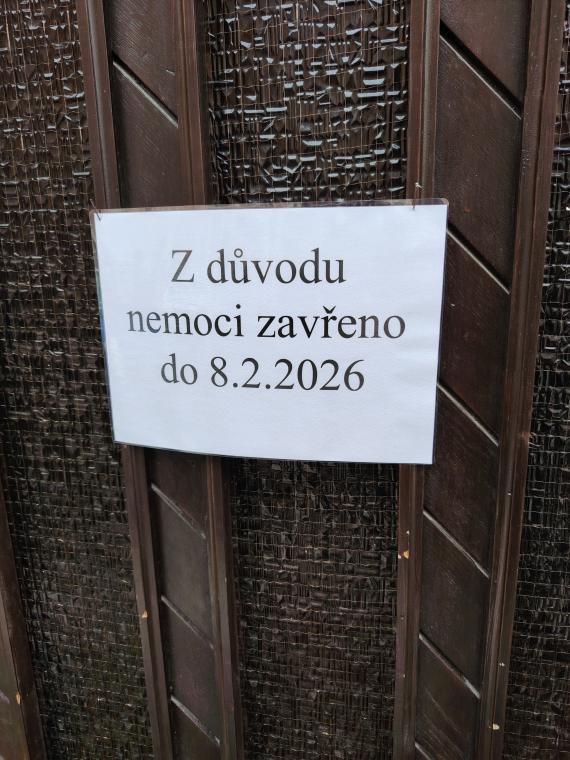 Z důvodu
nemoci zavřeno
do 8.2.2026